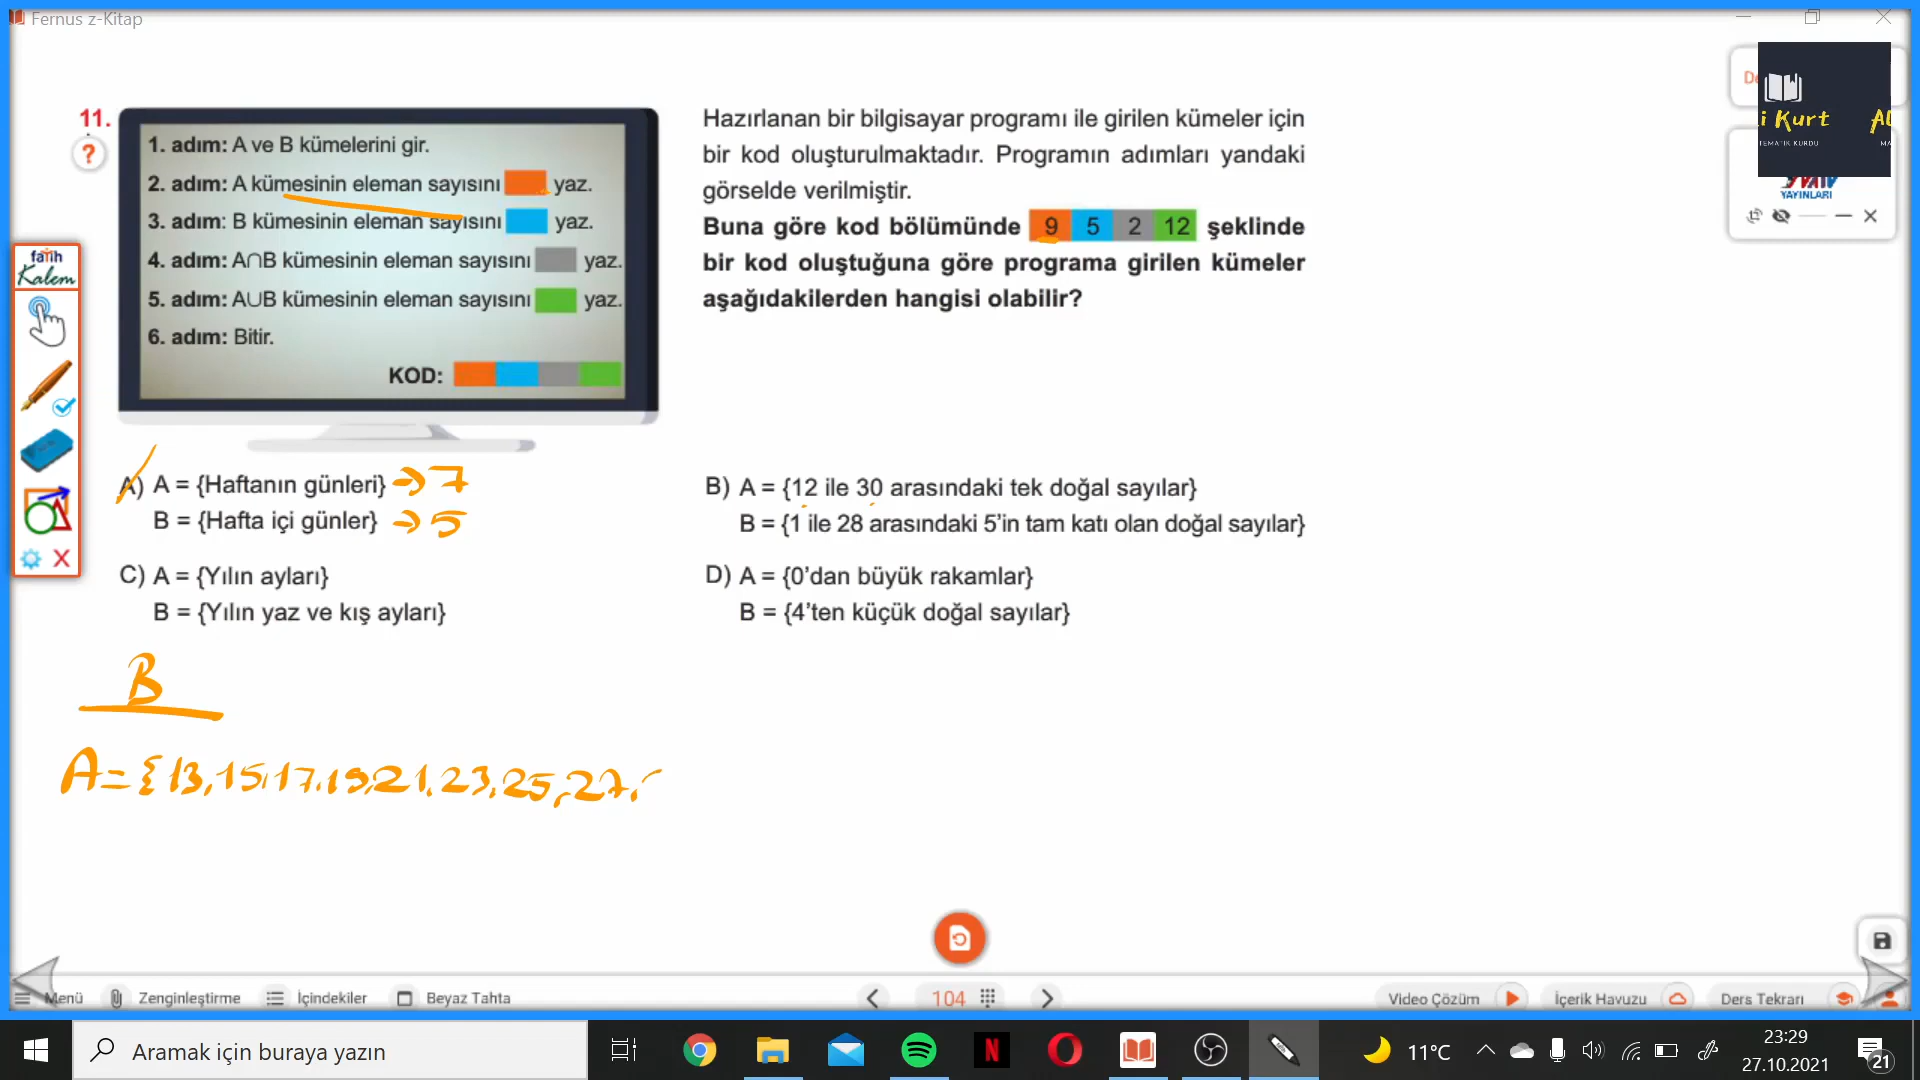 Fernus z-Kitap
i Kurt
TEMATİK KURDU
YAYINLARI
11.
?
1. adım: A ve B kümelerini gir.
2. adım: A kümesinin eleman sayısını yaz.
3. adım: B kümesinin eleman sayısını yaz.
4. adım: A∩B kümesinin eleman sayısını yaz.
5. adım: A∪B kümesinin eleman sayısını yaz.
6. adım: Bitir.
KOD:
Hazırlanan bir bilgisayar programı ile girilen kümeler için
bir kod oluşturulmaktadır. Programın adımları yandaki
görselde verilmiştir.
Buna göre kod bölümünde 9 5 2 12 şeklinde
bir kod oluştuğuna göre programa girilen kümeler
aşağıdakilerden hangisi olabilir?
fatih
Kalem
A) A = {Haftanın günleri} → 7
B = {Hafta içi günler} → 5
B) A = {12 ile 30 arasındaki tek doğal sayılar}
B = {1 ile 28 arasındaki 5'in tam katı olan doğal sayılar}
C) A = {Yılın ayları}
B = {Yılın yaz ve kış ayları}
D) A = {0'dan büyük rakamlar}
B = {4'ten küçük doğal sayılar}
B
A={13,15,17,19,21,23,25,27,
Menü Zenginleştirme İçindekiler Beyaz Tahta 104 Video Çözüm İçerik Havuzu Ders Tekrarı
Aramak için buraya yazın
11°C
23:29
27.10.2021
21